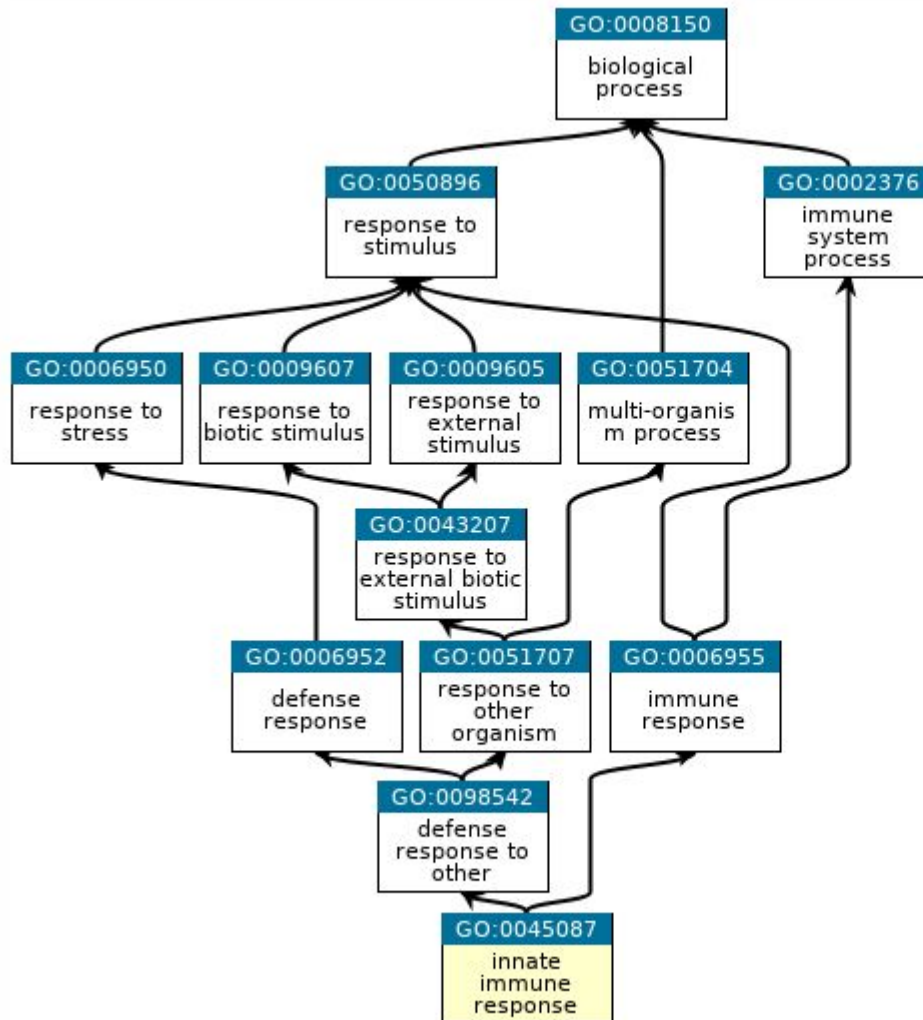 GO:0008150
biological
process
GO:0050896
response to
stimulus
GO:0002376
immune
system
process
GO:0006950
response to
stress
GO:0009607
response to
biotic stimulus
GO:0009605
response to
external
stimulus
GO:0051704
multi-organis
m process
GO:0043207
response to
external biotic
stimulus
GO:0006952
defense
response
GO:0051707
response to
other
organism
GO:0006955
immune
response
GO:0098542
defense
response to
other
GO:0045087
innate
immune
response